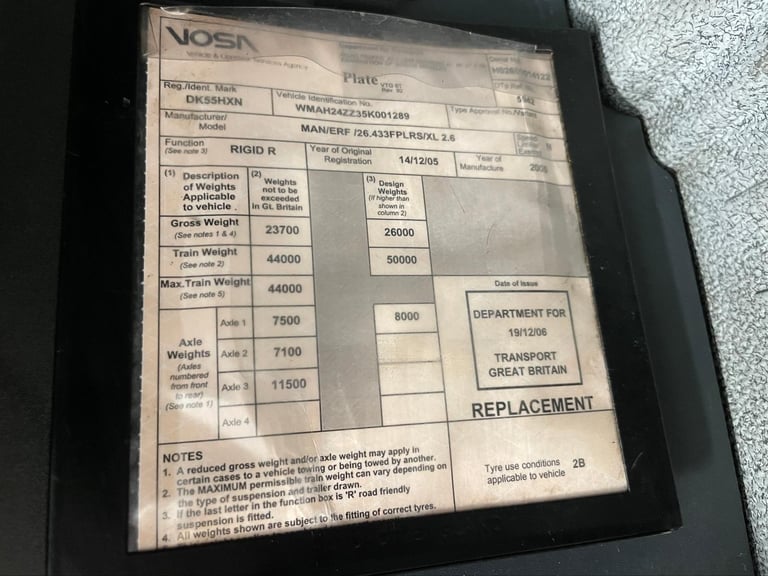 VOSA
Vehicle & Operator Services Agency
Plate VTG 6T
Rev. 02
Serial No.
DTp Ref. No.
5942
Reg./Ident. Mark
DK55HXN
Vehicle Identification No.
WMAH24ZZ35K001289
Type Approval No./Variant
Manufacturer/
Model
MAN/ERF /26.433FPLRS/XL 2.6
Function
(See note 3)
RIGID R
Year of Original
Registration
14/12/05
Year of
Manufacture
N
(1) Description
of Weights
Applicable
to vehicle
(2) Weights
not to be
exceeded
in Gt. Britain
(3) Design
Weights
(If higher than
shown in
column 2)
Gross Weight
(See notes 1 & 4)
23700
26000
Train Weight
(See note 2)
44000
50000
Max.Train Weight
(See note 5)
44000
Axle
Weights
(Axles
numbered
from front
to rear)
(See note 1)
Axle 1
7500
8000
Axle 2
7100
Axle 3
11500
Axle 4
Date of Issue
DEPARTMENT FOR
19/12/06
TRANSPORT
GREAT BRITAIN
REPLACEMENT
NOTES
1. A reduced gross weight and/or axle weight may apply in
certain cases to a vehicle towing or being towed by another.
2. The MAXIMUM permissible train weight can vary depending on
the type of suspension and trailer drawn.
3. If the last letter in the function box is 'R' road friendly
suspension is fitted.
4. All weights shown are subject to the fitting of correct tyres.
Tyre use conditions
applicable to vehicle
2B